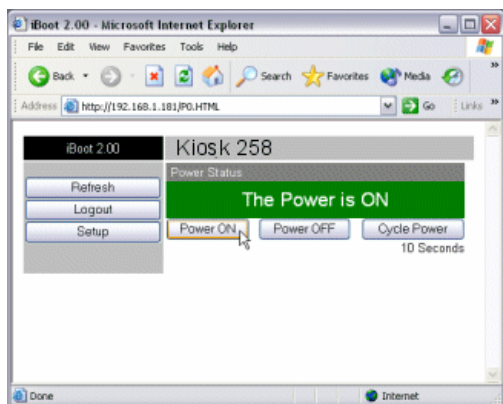 iBoot 2.00 - Microsoft Internet Explorer
File Edit View Favorites Tools Help
Back Search Favorites Media »
Address http://192.168.1.181/P0.HTML Go Links »
iBoot 2.00
Kiosk 258
Power Status
The Power is ON
Refresh
Logout
Setup
Power ON Power OFF Cycle Power
10 Seconds
Done Internet